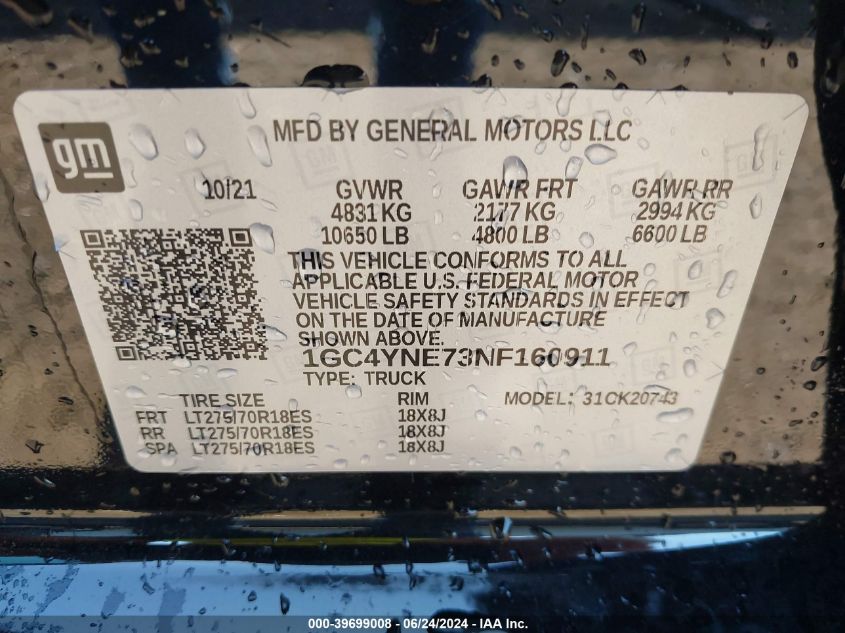 gm
MFD BY GENERAL MOTORS LLC
10/21 GVWR GAWR FRT GAWR RR
4831 KG 2177 KG 2994 KG
10650 LB 4800 LB 6600 LB
THIS VEHICLE CONFORMS TO ALL
APPLICABLE U.S. FEDERAL MOTOR
VEHICLE SAFETY STANDARDS IN EFFECT
ON THE DATE OF MANUFACTURE
SHOWN ABOVE.
1GC4YNE73NF160911
TYPE: TRUCK
TIRE SIZE RIM MODEL: 31CK20743
FRT LT275/70R18ES 18X8J
RR LT275/70R18ES 18X8J
SPA LT275/70R18ES 18X8J
000-39699008 - 06/24/2024 - IAA Inc.